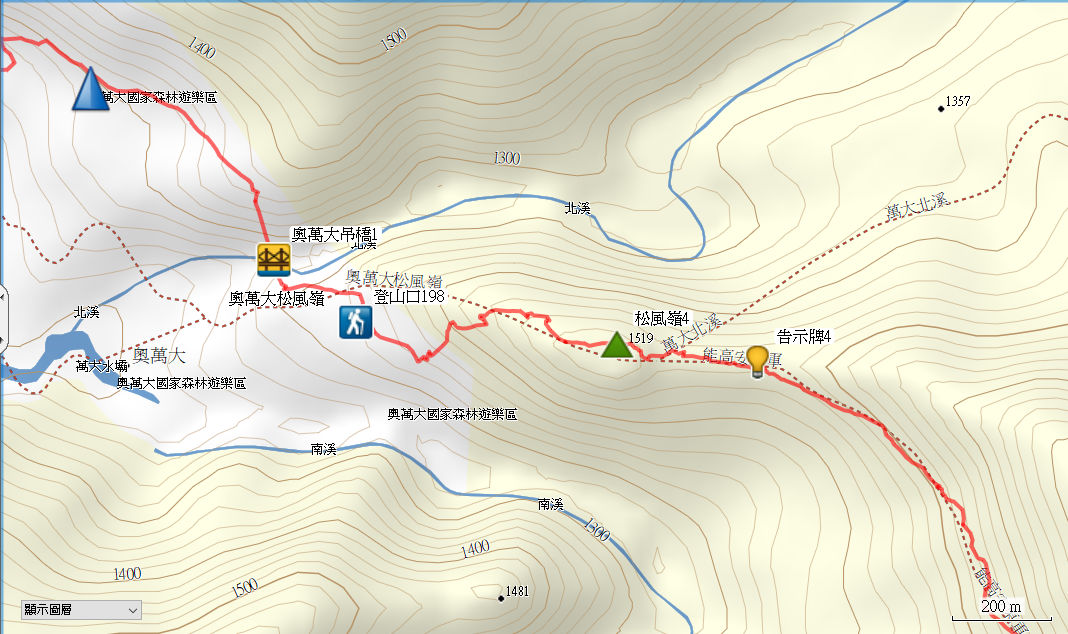 1400
1500
萬大國家森林遊樂區
1357
1300
萬大北溪
北溪
奧萬大吊橋1
北溪
奧萬大松風嶺
登山口198
奧萬大松風嶺
北溪
松風嶺4
1519
萬大北溪
告示牌4
能高安
軍
奧萬大
萬大水壩
奧萬大國家森林遊樂區
奧萬大國家森林遊樂區
南溪
南溪
1300
1400
1400
1500
1481
顯示圖層
200 m